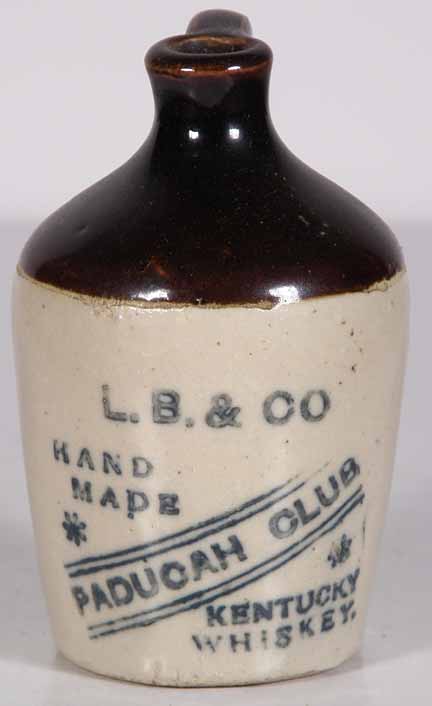 L.B. & CO
HAND
MADE
*
PADUCAH CLUB
*
KENTUCKY
WHISKEY.